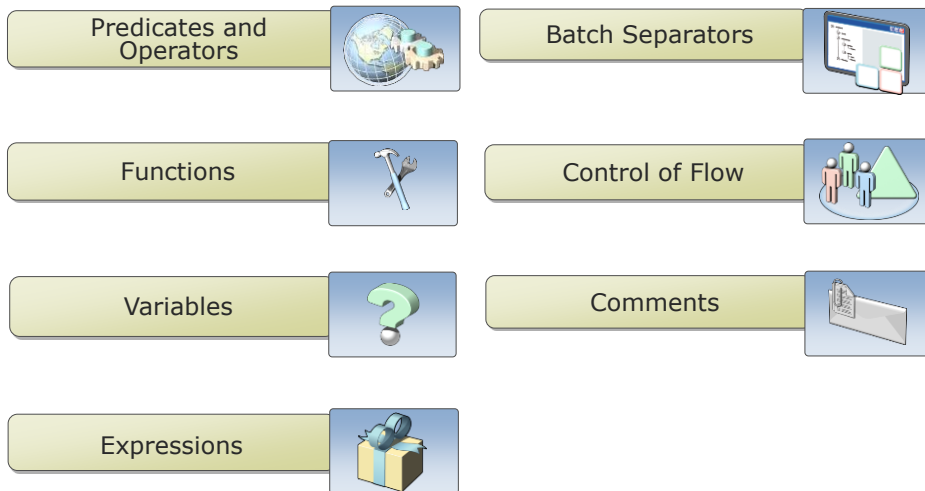 Predicates and
Operators
Functions
Variables
Expressions
Batch Separators
Control of Flow
Comments